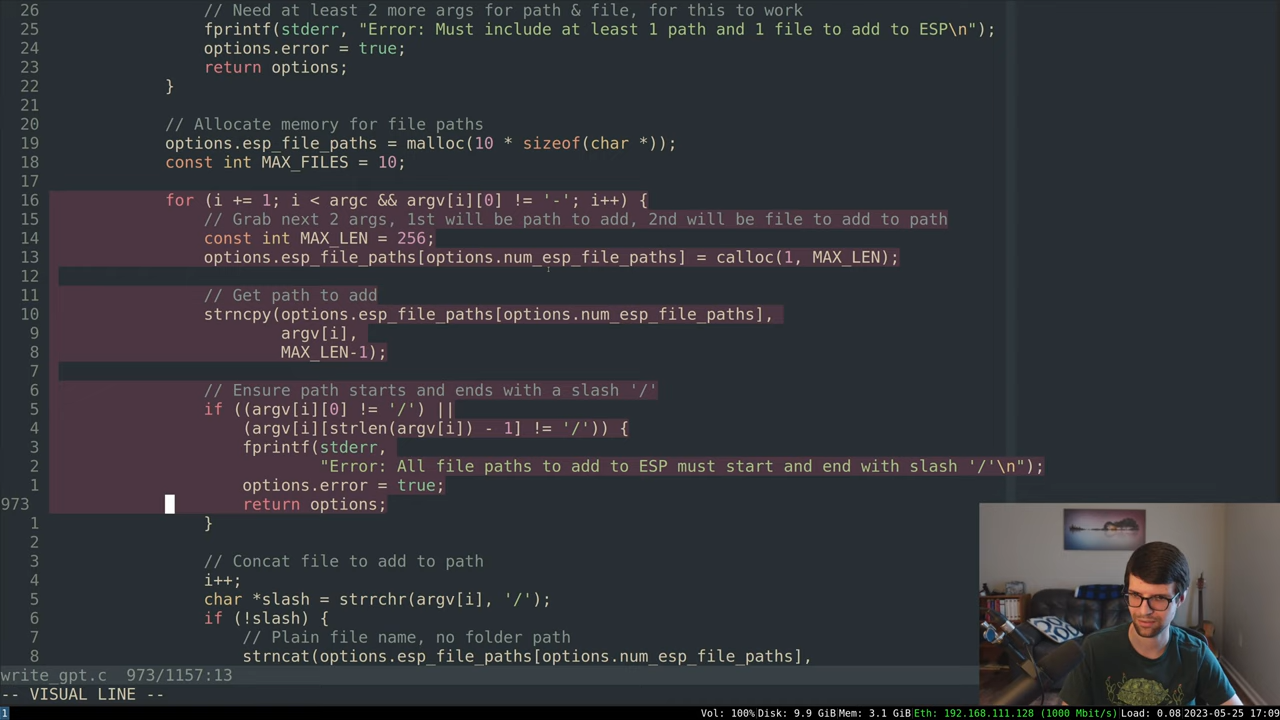 26                 // Need at least 2 more args for path & file, for this to work
25                 fprintf(stderr, "Error: Must include at least 1 path and 1 file to add to ESP\n");
24                 options.error = true;
23                 return options;
22             }
21
20             // Allocate memory for file paths
19             options.esp_file_paths = malloc(10 * sizeof(char *));
18             const int MAX_FILES = 10;
17
16             for (i += 1; i < argc && argv[i][0] != '-'; i++) {
15                 // Grab next 2 args, 1st will be path to add, 2nd will be file to add to path
14                 const int MAX_LEN = 256;
13                 options.esp_file_paths[options.num_esp_file_paths] = calloc(1, MAX_LEN);
12
11                 // Get path to add
10                 strncpy(options.esp_file_paths[options.num_esp_file_paths],
9                         argv[i],
8                         MAX_LEN-1);
7
6                 // Ensure path starts and ends with a slash '/'
5                 if ((argv[i][0] != '/') ||
4                     (argv[i][strlen(argv[i]) - 1] != '/')) {
3                     fprintf(stderr,
2                             "Error: All file paths to add to ESP must start and end with slash '/'\n");
1                     options.error = true;
973                     return options;
1                 }
2
3                 // Concat file to add to path
4                 i++;
5                 char *slash = strrchr(argv[i], '/');
6                 if (!slash) {
7                     // Plain file name, no folder path
8                     strncat(options.esp_file_paths[options.num_esp_file_paths],
write_gpt.c  973/1157:13
-- VISUAL LINE --
1 Vol: 100% Disk: 9.9 GiB Mem: 3.1 GiB Eth: 192.168.111.128 (1000 Mbit/s) Load: 0.08 2023-05-25 17:09